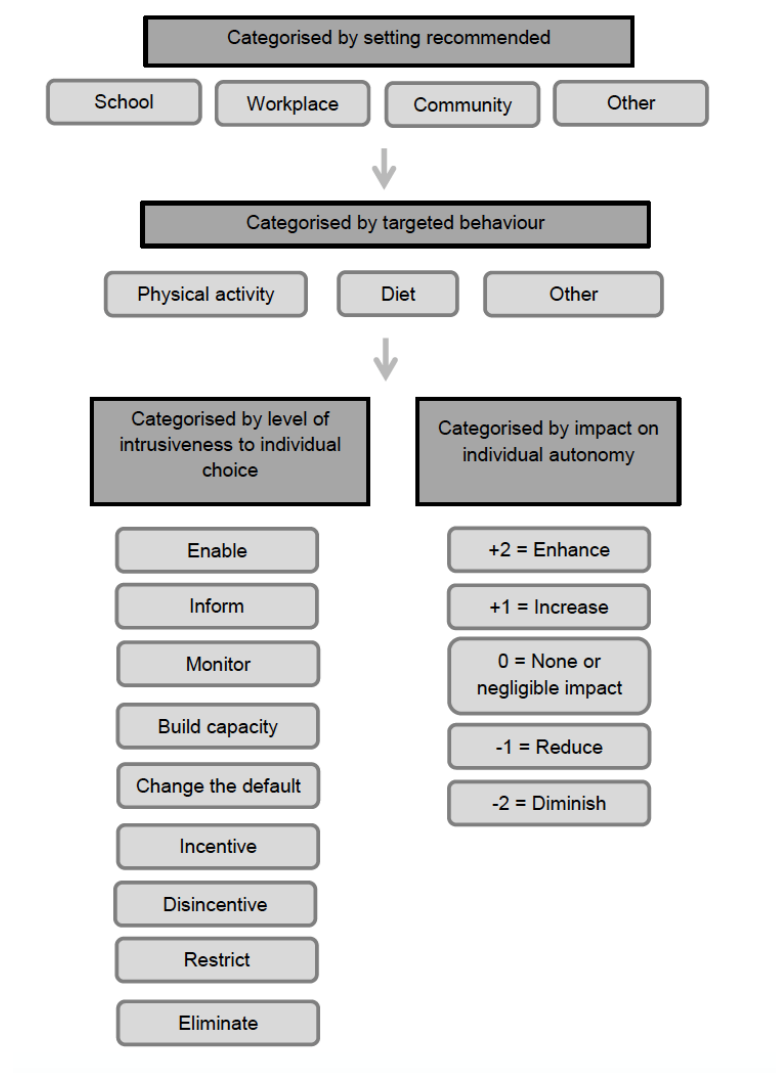 Categorised by setting recommended
School
Workplace
Community
Other
Categorised by targeted behaviour
Physical activity
Diet
Other
Categorised by level of
intrusiveness to individual
choice
Enable
Inform
Monitor
Build capacity
Change the default
Incentive
Disincentive
Restrict
Eliminate
Categorised by impact on
individual autonomy
+2 = Enhance
+1 = Increase
0 = None or
negligible impact
-1 = Reduce
-2 = Diminish